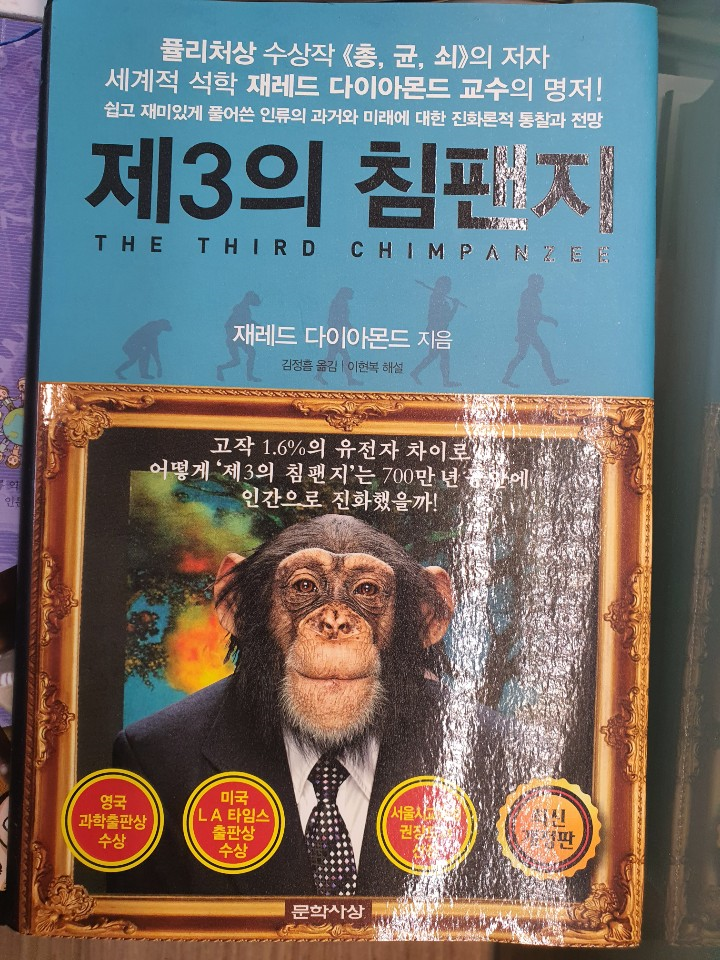 퓰리처상 수상작 《총, 균, 쇠》의 저자
세계적 석학 재레드 다이아몬드 교수의 명저!
쉽고 재미있게 풀어쓴 인류의 과거와 미래에 대한 진화론적 통찰과 전망
제3의 침팬지
THE THIRD CHIMPANZEE
재레드 다이아몬드 지음
김정흠 옮김 | 이현복 해설
고작 1.6%의 유전자 차이로
어떻게 '제3의 침팬지'는 700만 년
인간으로 진화했을까!
영국
과학출판상
수상
미국
LA 타임스
출판상
수상
최신
개정판
문학사상